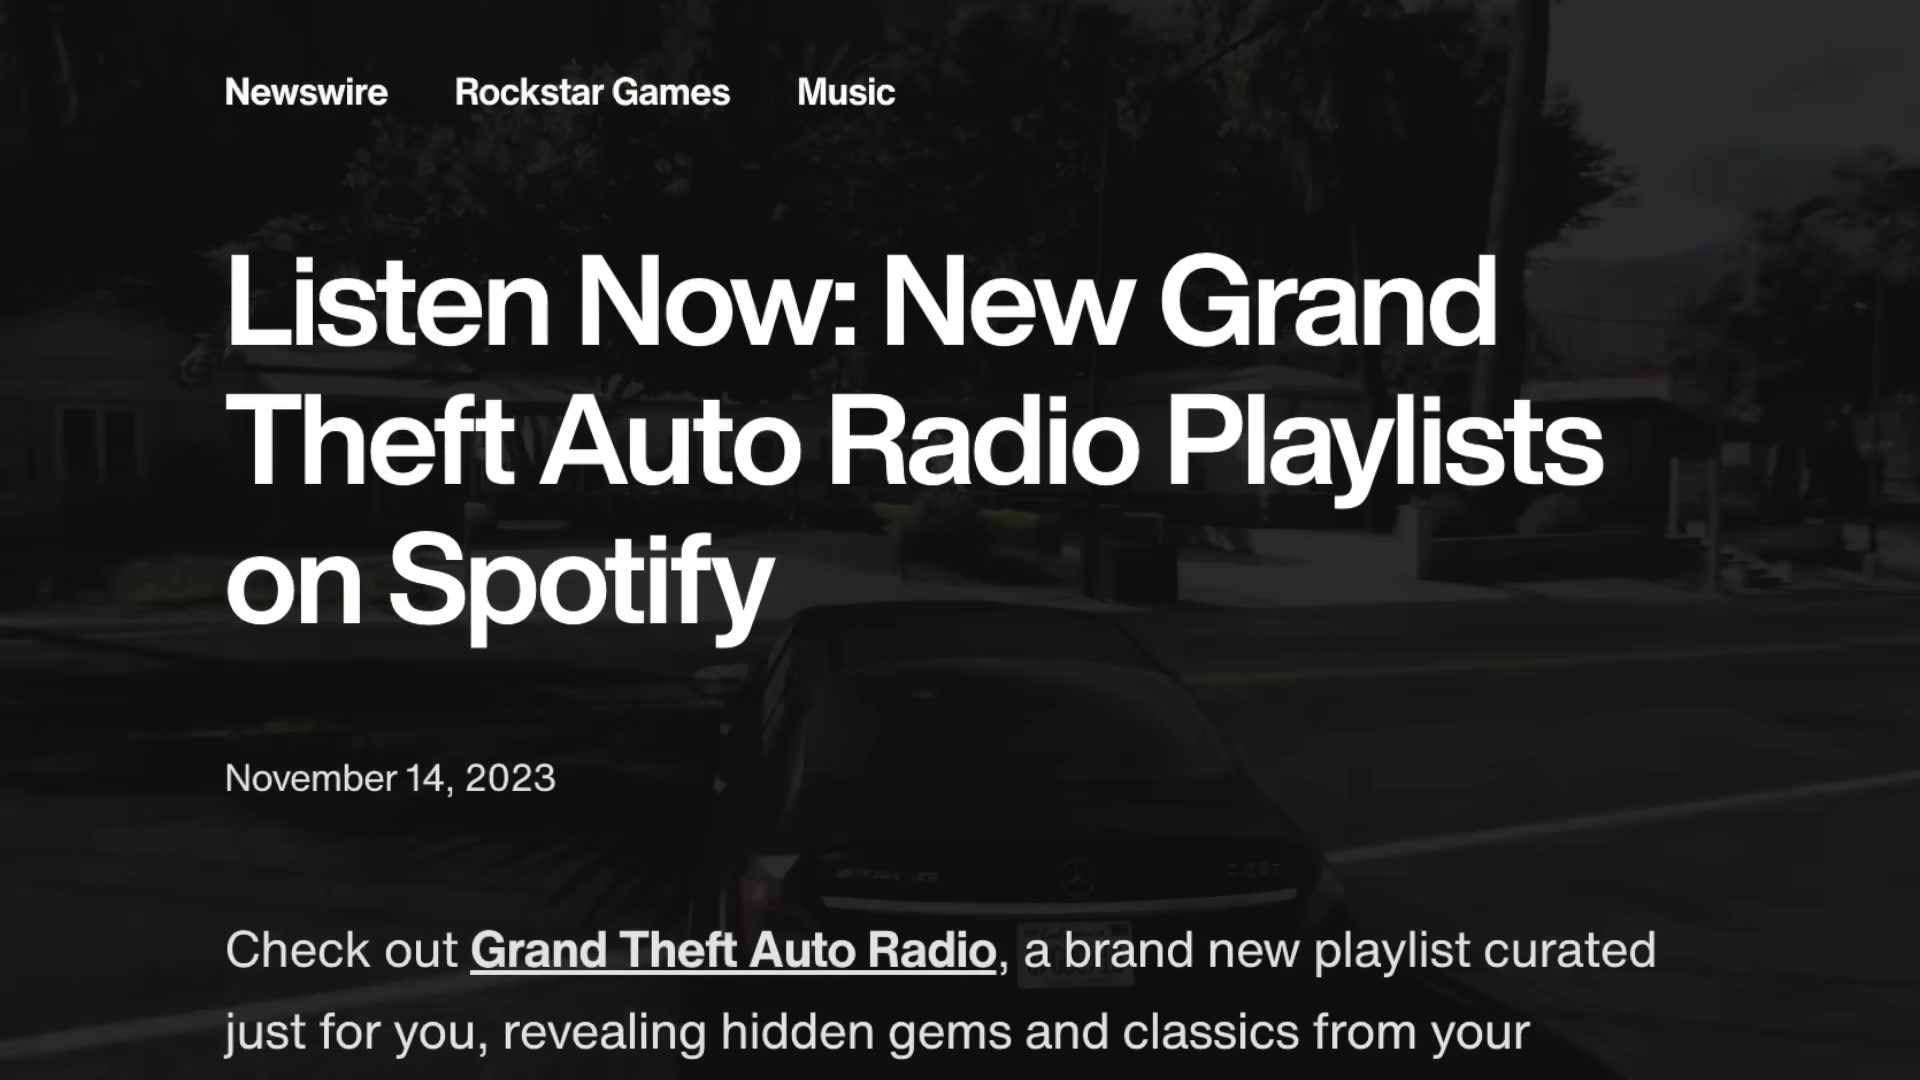 Newswire Rockstar Games Music
Listen Now: New Grand
Theft Auto Radio Playlists
on Spotify
November 14, 2023
Check out Grand Theft Auto Radio, a brand new playlist curated
just for you, revealing hidden gems and classics from your